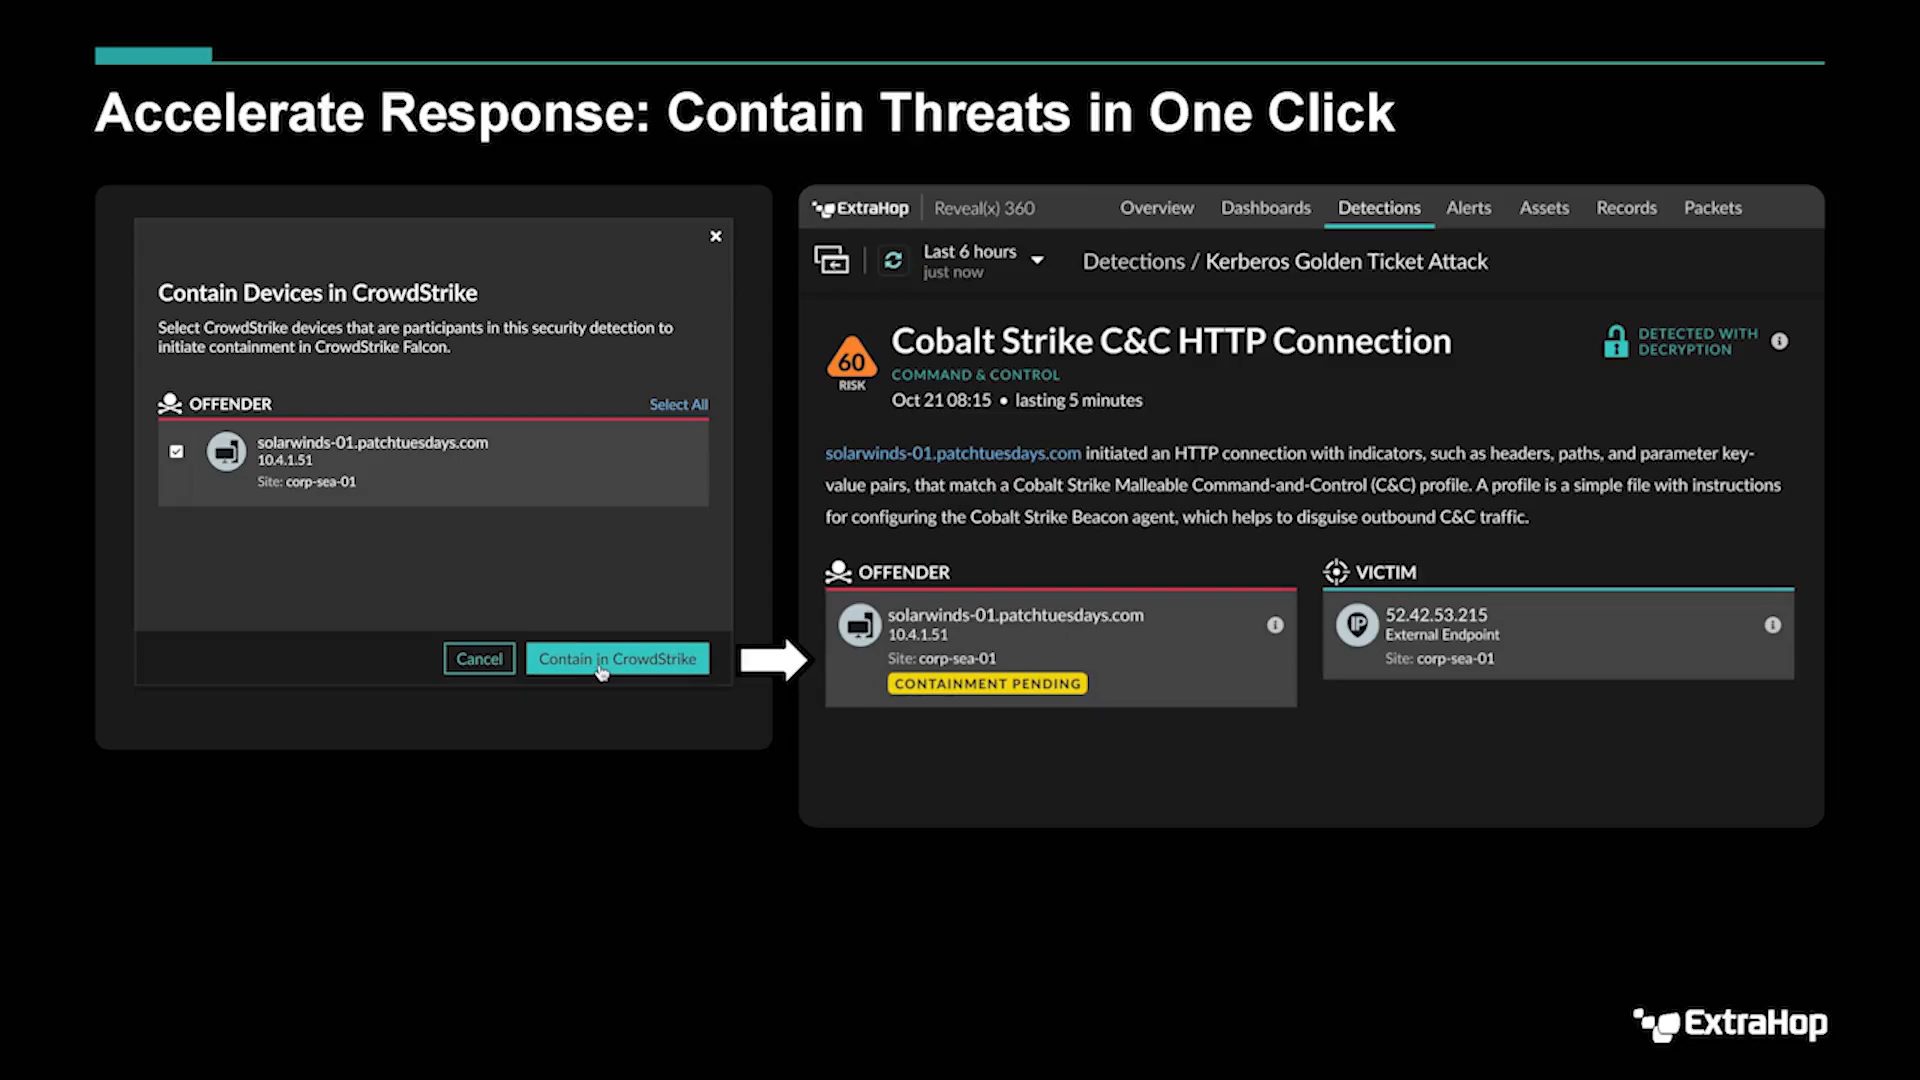 Accelerate Response: Contain Threats in One Click
Contain Devices in CrowdStrike
Select CrowdStrike devices that are participants in this security detection to
initiate containment in CrowdStrike Falcon.
OFFENDER
Select All
solarwinds-01.patchtuesdays.com
10.4.1.51
Site: corp-sea-01
Cancel
Contain in CrowdStrike
ExtraHop
Reveal(x) 360
Overview
Dashboards
Detections
Alerts
Assets
Records
Packets
Last 6 hours
just now
Detections / Kerberos Golden Ticket Attack
60
RISK
Cobalt Strike C&C HTTP Connection
COMMAND & CONTROL
Oct 21 08:15 • lasting 5 minutes
DETECTED WITH
DECRYPTION
solarwinds-01.patchtuesdays.com initiated an HTTP connection with indicators, such as headers, paths, and parameter key-
value pairs, that match a Cobalt Strike Malleable Command-and-Control (C&C) profile. A profile is a simple file with instructions
for configuring the Cobalt Strike Beacon agent, which helps to disguise outbound C&C traffic.
OFFENDER
solarwinds-01.patchtuesdays.com
10.4.1.51
Site: corp-sea-01
CONTAINMENT PENDING
VICTIM
IP
52.42.53.215
External Endpoint
Site: corp-sea-01
ExtraHop